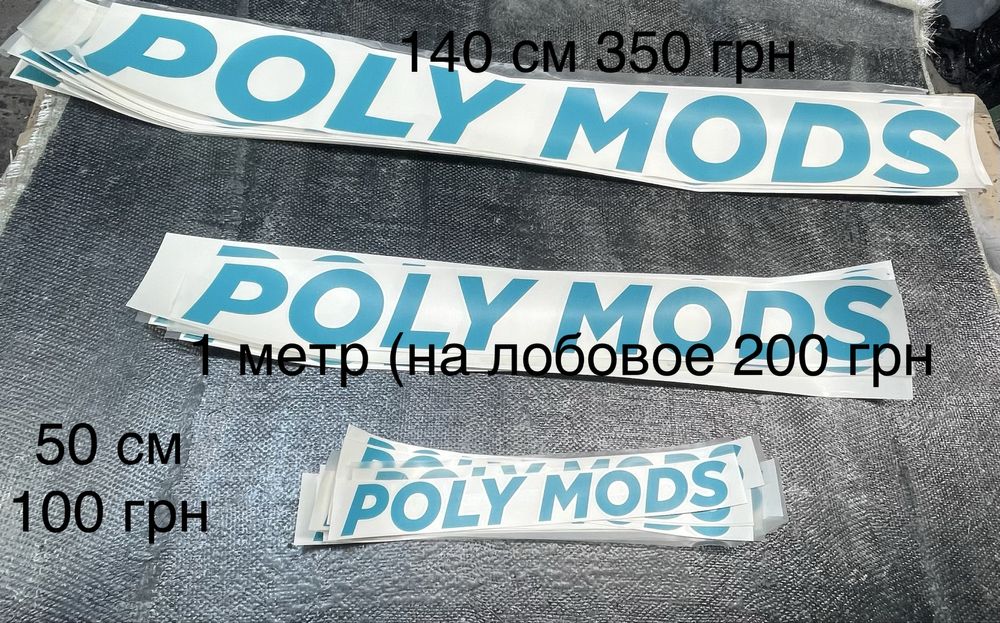 140 см 350 грн
POLY MODS
POLY MODS
1 метр (на лобовое 200 грн
50 см
100 грн
POLY MODS